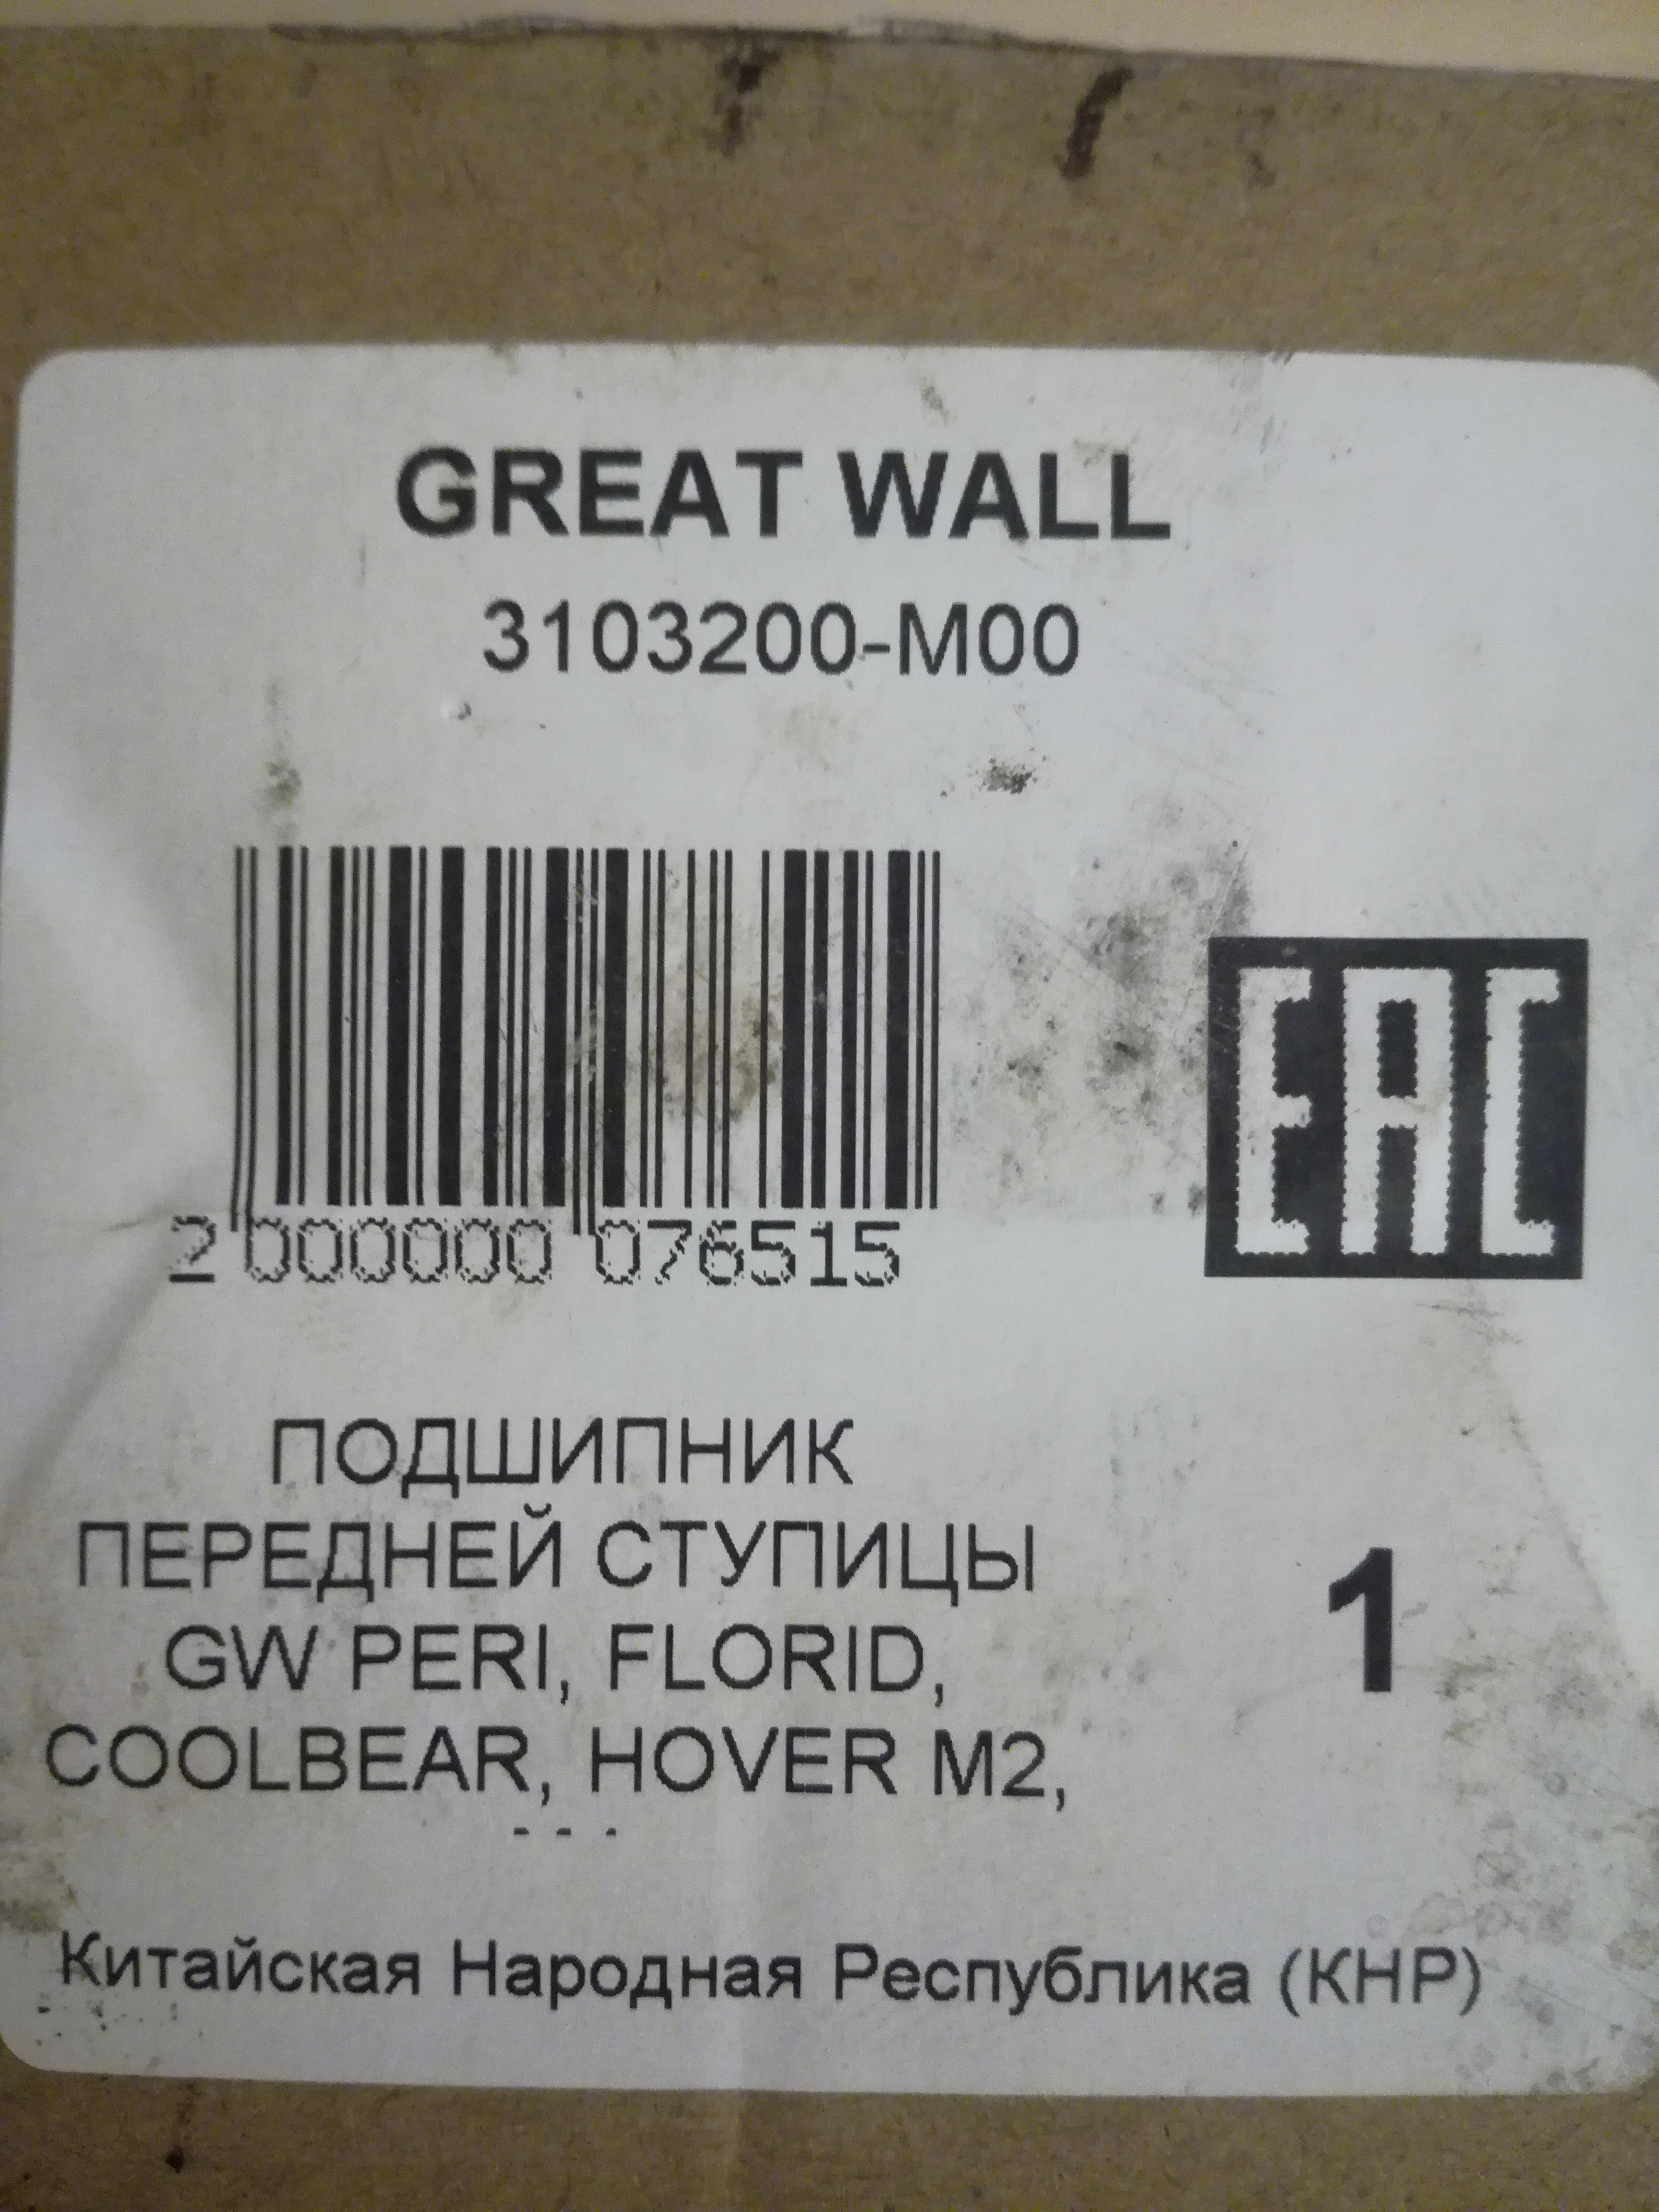 GREAT WALL
3103200-M00
EAC
2 000000 076515
ПОДШИПНИК
ПЕРЕДНЕЙ СТУПИЦЫ
GW PERI, FLORID,
COOLBEAR, HOVER M2,
1
Китайская Народная Республика (КНР)